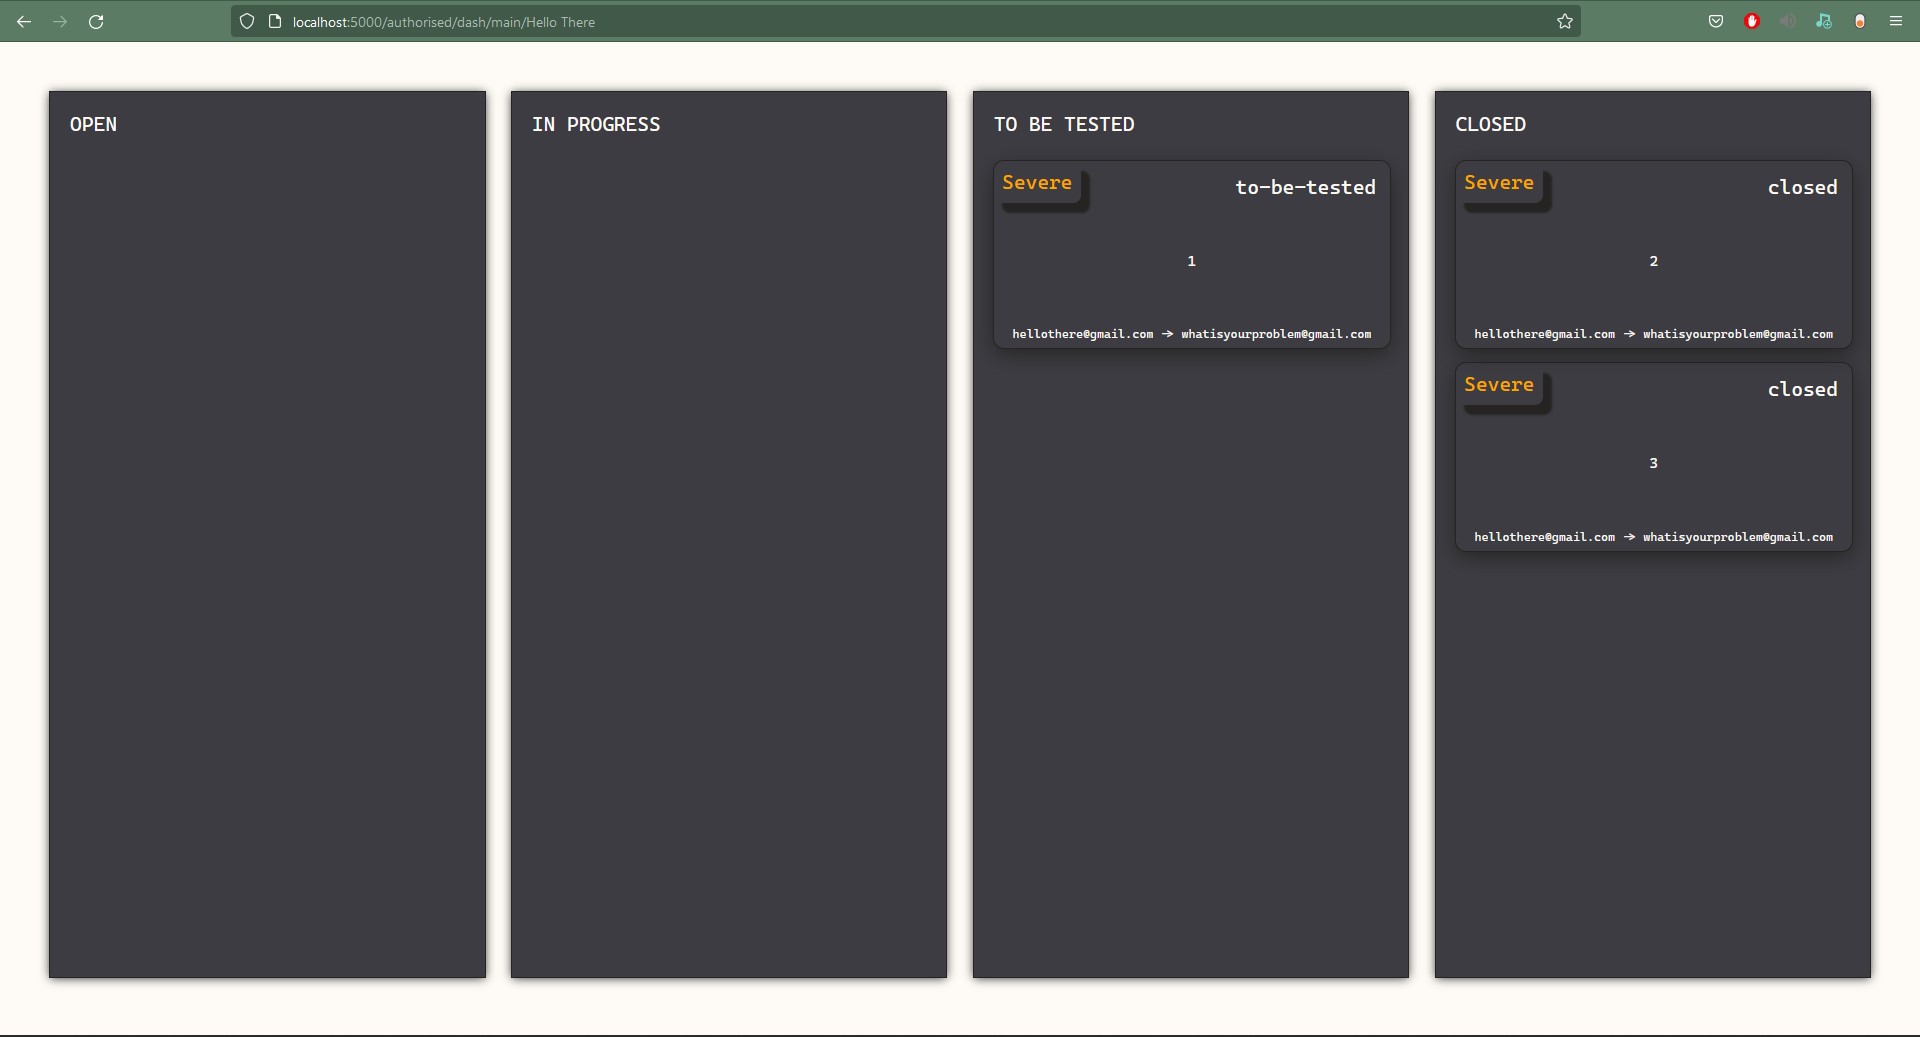 localhost:5000/authorised/dash/main/Hello There
OPEN
IN PROGRESS
TO BE TESTED
Severe
to-be-tested
1
hellothere@gmail.com → whatisyourproblem@gmail.com
CLOSED
Severe
closed
2
hellothere@gmail.com → whatisyourproblem@gmail.com
Severe
closed
3
hellothere@gmail.com → whatisyourproblem@gmail.com